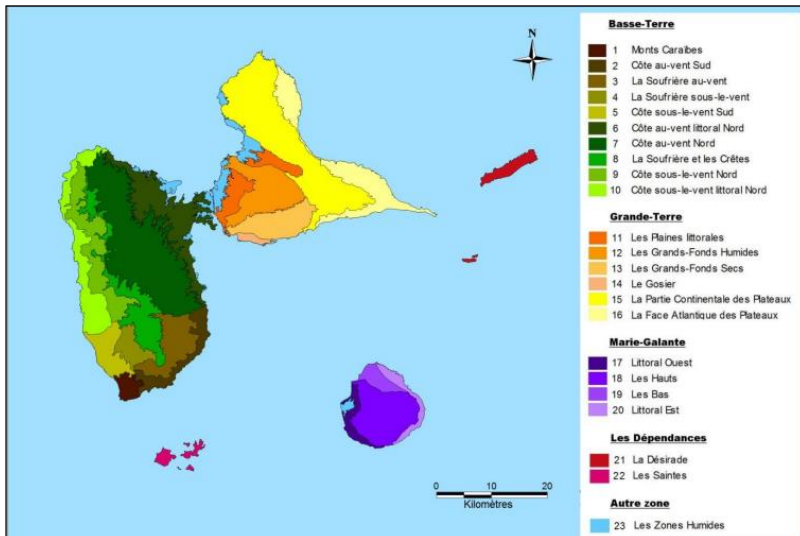 N
0 10 20
Kilomètres
Basse-Terre
1 Monts Caraïbes
2 Côte au-vent Sud
3 La Soufrière au-vent
4 La Soufrière sous-le-vent
5 Côte sous-le-vent Sud
6 Côte au-vent littoral Nord
7 Côte au-vent Nord
8 La Soufrière et les Crêtes
9 Côte sous-le-vent Nord
10 Côte sous-le-vent littoral Nord
Grande-Terre
11 Les Plaines littorales
12 Les Grands-Fonds Humides
13 Les Grands-Fonds Secs
14 Le Gosier
15 La Partie Continentale des Plateaux
16 La Face Atlantique des Plateaux
Marie-Galante
17 Littoral Ouest
18 Les Hauts
19 Les Bas
20 Littoral Est
Les Dépendances
21 La Désirade
22 Les Saintes
Autre zone
23 Les Zones Humides